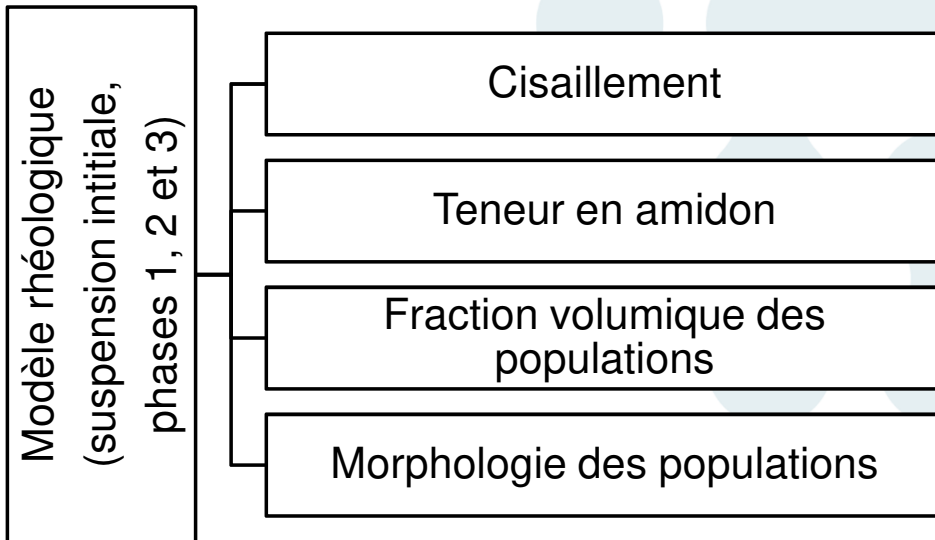 Modèle rhéologique
(suspension intitiale,
phases 1, 2 et 3)
Cisaillement
Teneur en amidon
Fraction volumique des
populations
Morphologie des populations